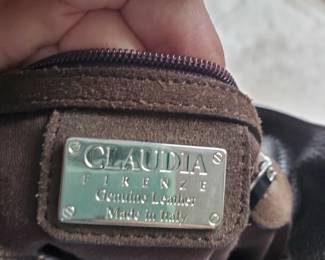 CLAUDIA
FIRENZE
Genuine Leather
Made in Italy